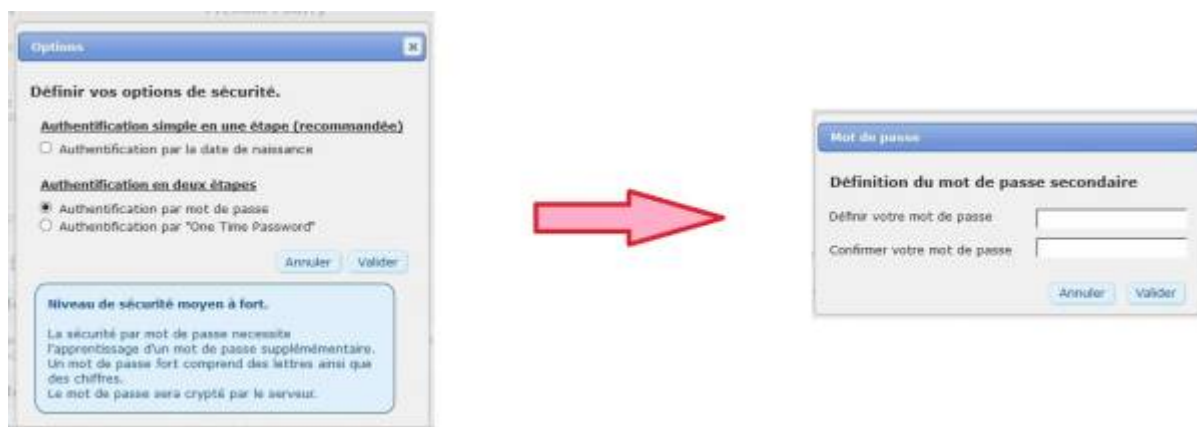 Options
Définir vos options de sécurité.
Authentification simple en une étape (recommandée)
Authentification par la date de naissance
Authentification en deux étapes
Authentification par mot de passe
Authentification par "One Time Password"
Annuler Valider
Niveau de sécurité moyen à fort.
La sécurité par mot de passe necessite
l'apprentissage d'un mot de passe supplémémentaire.
Un mot de passe fort comprend des lettres ainsi que
des chiffres.
Le mot de passe sera crypté par le serveur.
Mot de passe
Définition du mot de passe secondaire
Définir votre mot de passe
Confirmer votre mot de passe
Annuler Valider